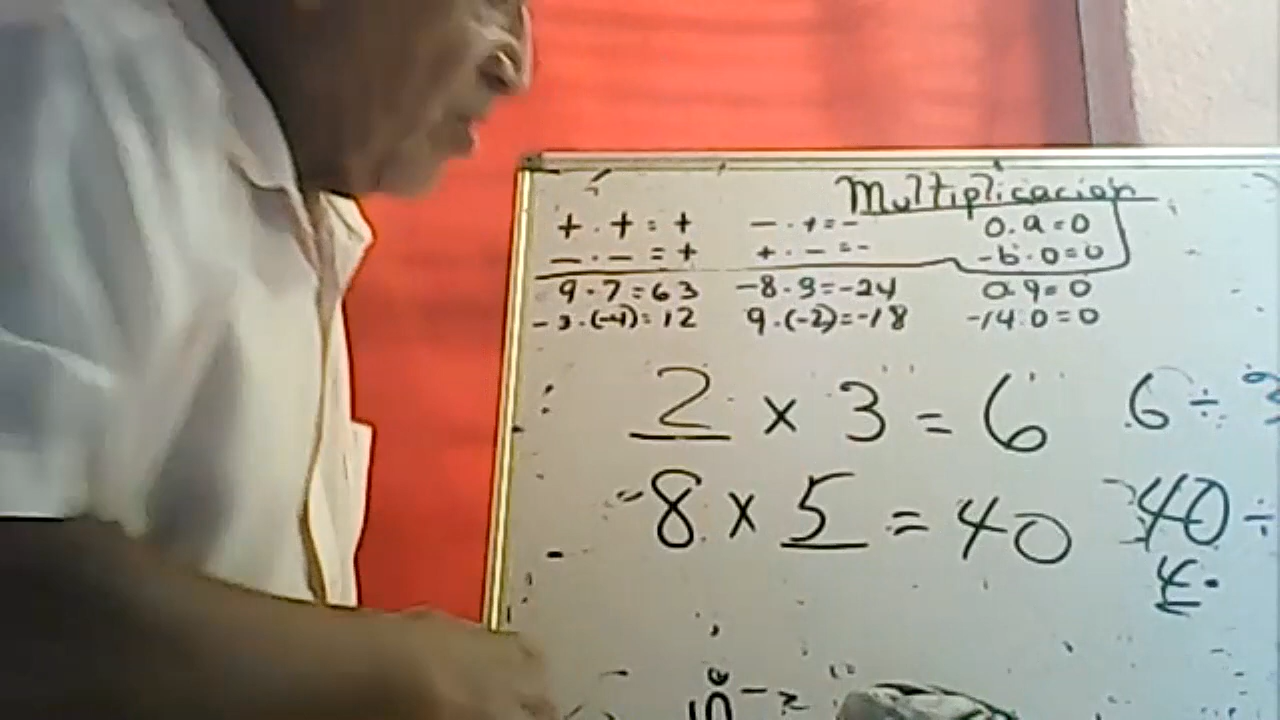 Multiplicación
+ . + = + − . + = − 0.a=0
− . − = + + . − = − -b.0=0
9.7=63 -8.3=-24 0.9=0
-3.(-4)=12 9.(-2)=-18 -14.0=0
2 x 3 = 6 6 ÷
8 x 5 = 40 40 ÷
4